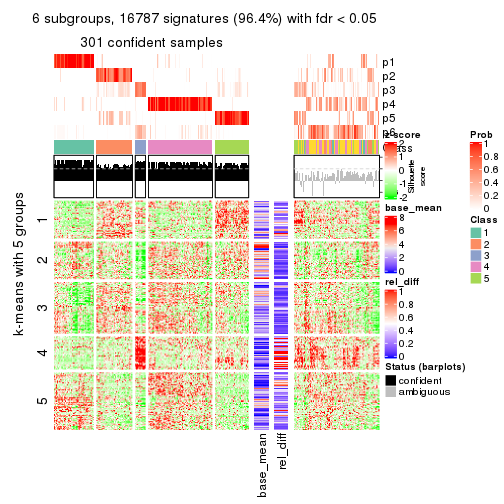 6 subgroups, 16787 signatures (96.4%) with fdr < 0.05
301 confident samples
p1
p2
p3
p4
p5
p6
z-score
Class
2
1
0
-1
-2
1
0.5
0
Silhouette
score
Prob
1
0.8
0.6
0.4
0.2
0
Class
1
2
3
4
5
base_mean
8
6
4
2
0
rel_diff
1
0.8
0.6
0.4
0.2
0
Status (barplots)
confident
ambiguous
k-means with 5 groups
1
2
3
4
5
base_mean
rel_diff